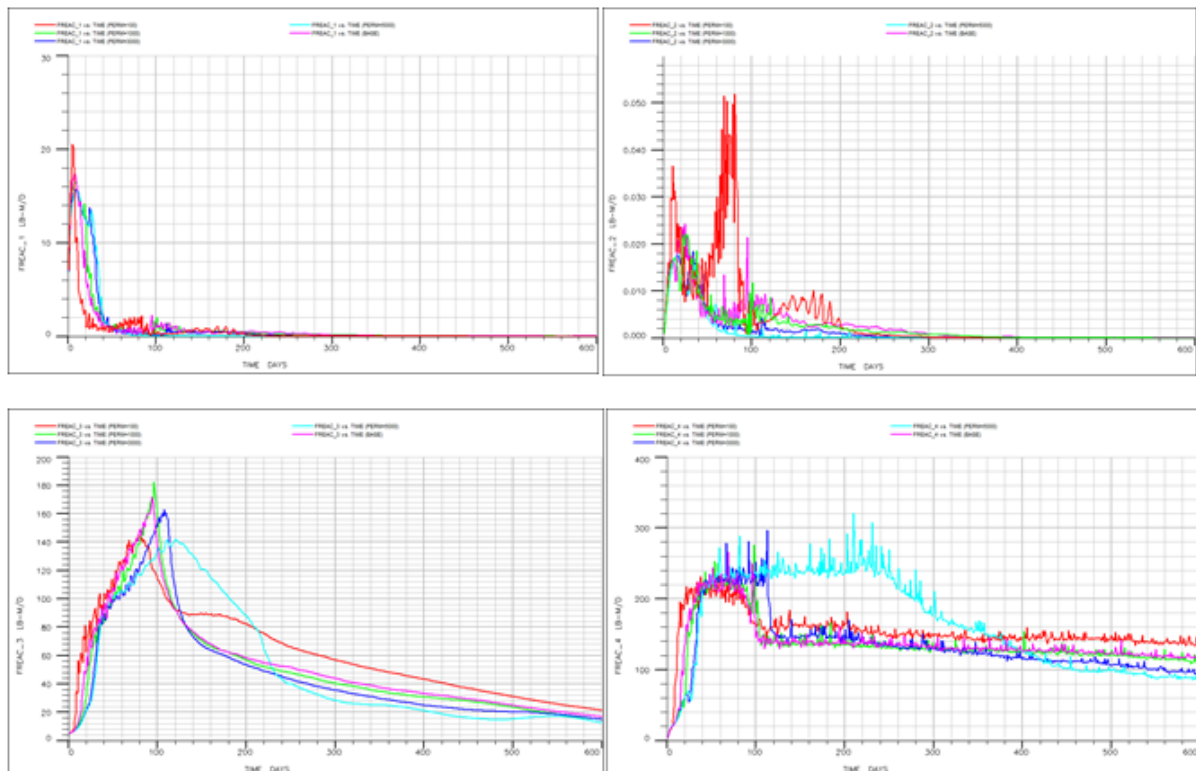 FREAC_1 vs. TIME (PERM=100)
FREAC_1 vs. TIME (PERM=5000)
FREAC_1 vs. TIME (PERM=1000)
FREAC_1 vs. TIME (BASE)
FREAC_1 vs. TIME (PERM=3000)
30
20
10
0
FREAC_1 LB-M/D
0 100 200 300 400 500 600
TIME DAYS
FREAC_2 vs. TIME (PERM=100)
FREAC_2 vs. TIME (PERM=5000)
FREAC_2 vs. TIME (PERM=1000)
FREAC_2 vs. TIME (BASE)
FREAC_2 vs. TIME (PERM=3000)
0.050
0.040
0.030
0.020
0.010
0.000
FREAC_2 LB-M/D
0 100 200 300 400 500 600
TIME DAYS
FREAC_3 vs. TIME (PERM=100)
FREAC_3 vs. TIME (PERM=5000)
FREAC_3 vs. TIME (PERM=1000)
FREAC_3 vs. TIME (BASE)
FREAC_3 vs. TIME (PERM=3000)
200
180
160
140
120
100
80
60
40
20
0
FREAC_3 LB-M/D
0 100 200 300 400 500 600
TIME DAYS
FREAC_4 vs. TIME (PERM=100)
FREAC_4 vs. TIME (PERM=5000)
FREAC_4 vs. TIME (PERM=1000)
FREAC_4 vs. TIME (BASE)
FREAC_4 vs. TIME (PERM=3000)
400
300
200
100
0
FREAC_4 LB-M/D
0 100 200 300 400 500 600
TIME DAYS